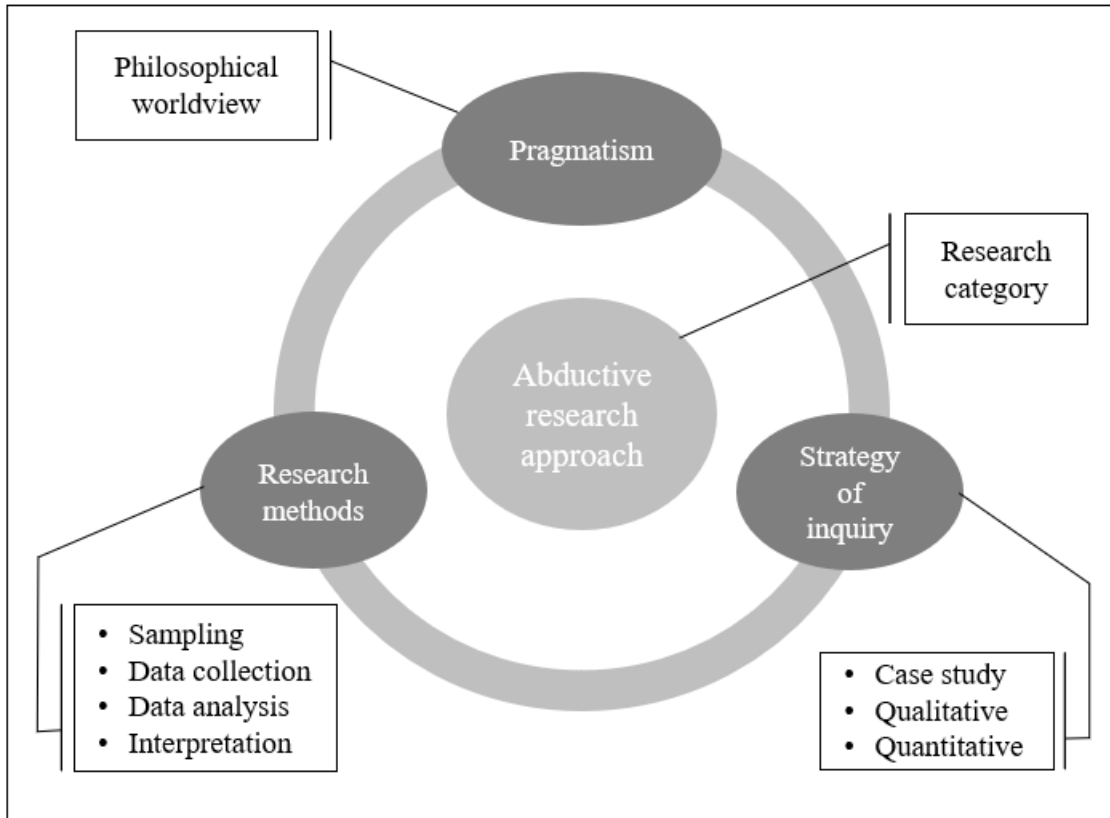 Philosophical
worldview
Pragmatism
Research
category
Abductive
research
approach
Research
methods
Strategy
of
inquiry
• Sampling
• Data collection
• Data analysis
• Interpretation
• Case study
• Qualitative
• Quantitative